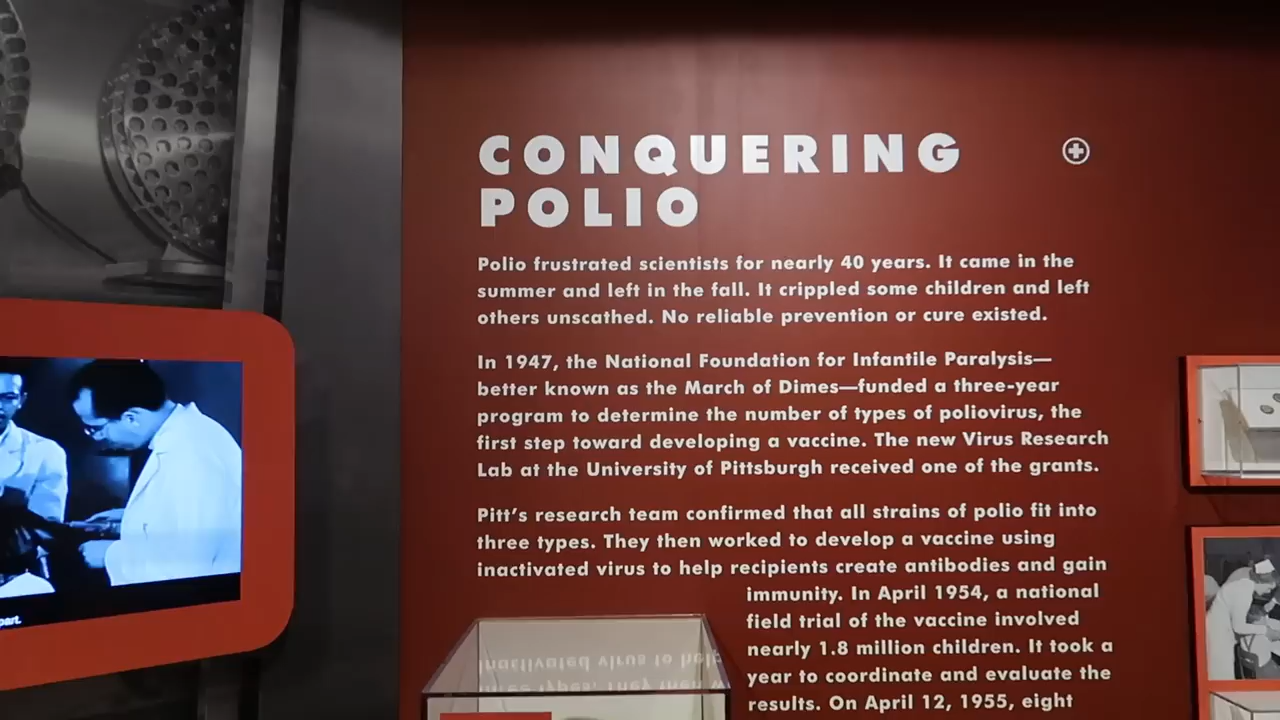 CONQUERING
POLIO
Polio frustrated scientists for nearly 40 years. It came in the
summer and left in the fall. It crippled some children and left
others unscathed. No reliable prevention or cure existed.
In 1947, the National Foundation for Infantile Paralysis—
better known as the March of Dimes—funded a three-year
program to determine the number of types of poliovirus, the
first step toward developing a vaccine. The new Virus Research
Lab at the University of Pittsburgh received one of the grants.
Pitt's research team confirmed that all strains of polio fit into
three types. They then worked to develop a vaccine using
inactivated virus to help recipients create antibodies and gain
immunity. In April 1954, a national
field trial of the vaccine involved
nearly 1.8 million children. It took a
year to coordinate and evaluate the
results. On April 12, 1955, eight
part.